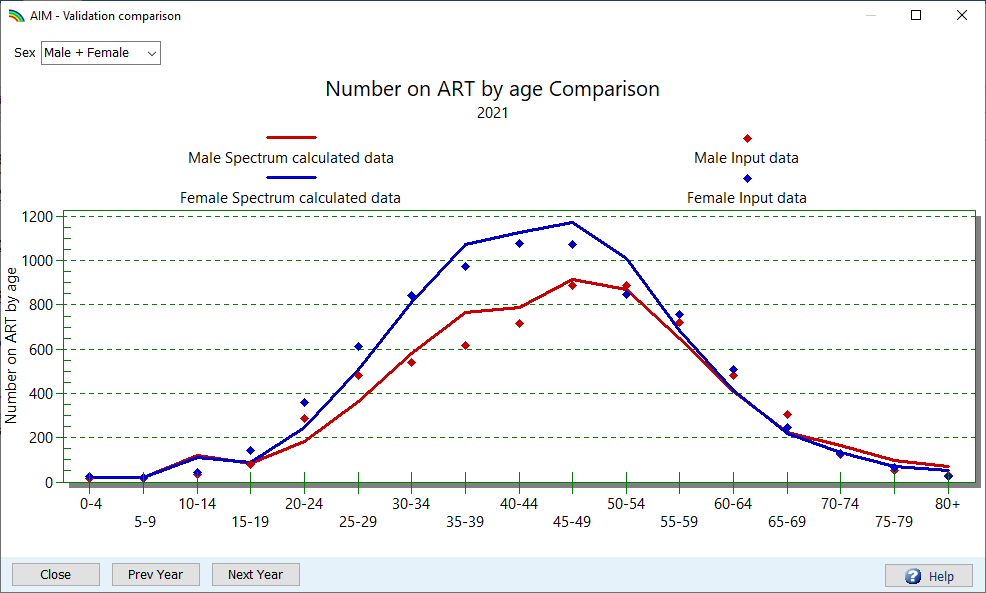 AIM - Validation comparison
Sex Male + Female
Number on ART by age Comparison
2021
Male Spectrum calculated data
Male Input data
Female Spectrum calculated data
Female Input data
Number on ART by age
1200
1000
800
600
400
200
0
0-4
5-9
10-14
15-19
20-24
25-29
30-34
35-39
40-44
45-49
50-54
55-59
60-64
65-69
70-74
75-79
80+
Close
Prev Year
Next Year
? Help